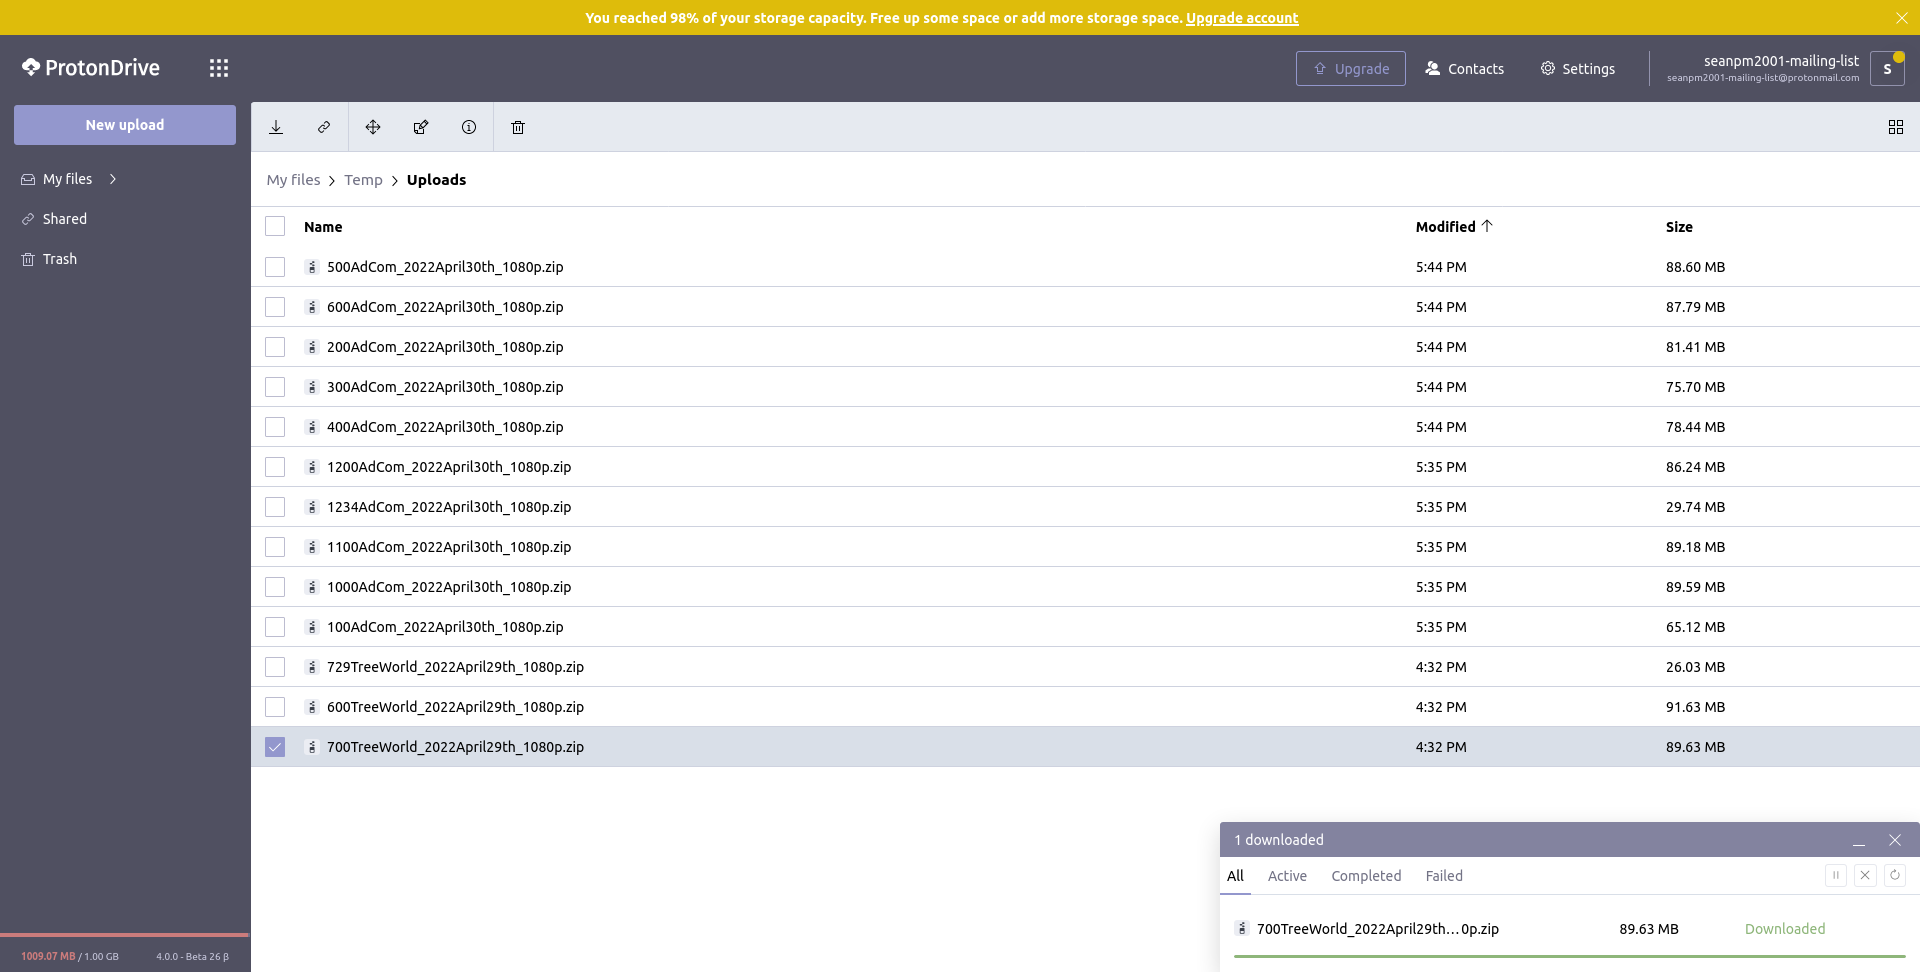 You reached 98% of your storage capacity. Free up some space or add more storage space. Upgrade account
ProtonDrive
Upgrade
Contacts
Settings
seanpm2001-mailing-list
seanpm2001-mailing-list@protonmail.com
S
New upload
My files
Shared
Trash
My files > Temp > Uploads
Name Modified Size
500AdCom_2022April30th_1080p.zip 5:44 PM 88.60 MB
600AdCom_2022April30th_1080p.zip 5:44 PM 87.79 MB
200AdCom_2022April30th_1080p.zip 5:44 PM 81.41 MB
300AdCom_2022April30th_1080p.zip 5:44 PM 75.70 MB
400AdCom_2022April30th_1080p.zip 5:44 PM 78.44 MB
1200AdCom_2022April30th_1080p.zip 5:35 PM 86.24 MB
1234AdCom_2022April30th_1080p.zip 5:35 PM 29.74 MB
1100AdCom_2022April30th_1080p.zip 5:35 PM 89.18 MB
1000AdCom_2022April30th_1080p.zip 5:35 PM 89.59 MB
100AdCom_2022April30th_1080p.zip 5:35 PM 65.12 MB
729TreeWorld_2022April29th_1080p.zip 4:32 PM 26.03 MB
600TreeWorld_2022April29th_1080p.zip 4:32 PM 91.63 MB
700TreeWorld_2022April29th_1080p.zip 4:32 PM 89.63 MB
1 downloaded
All Active Completed Failed
700TreeWorld_2022April29th...0p.zip 89.63 MB Downloaded
1009.07 MB / 1.00 GB 4.0.0 - Beta 26 β